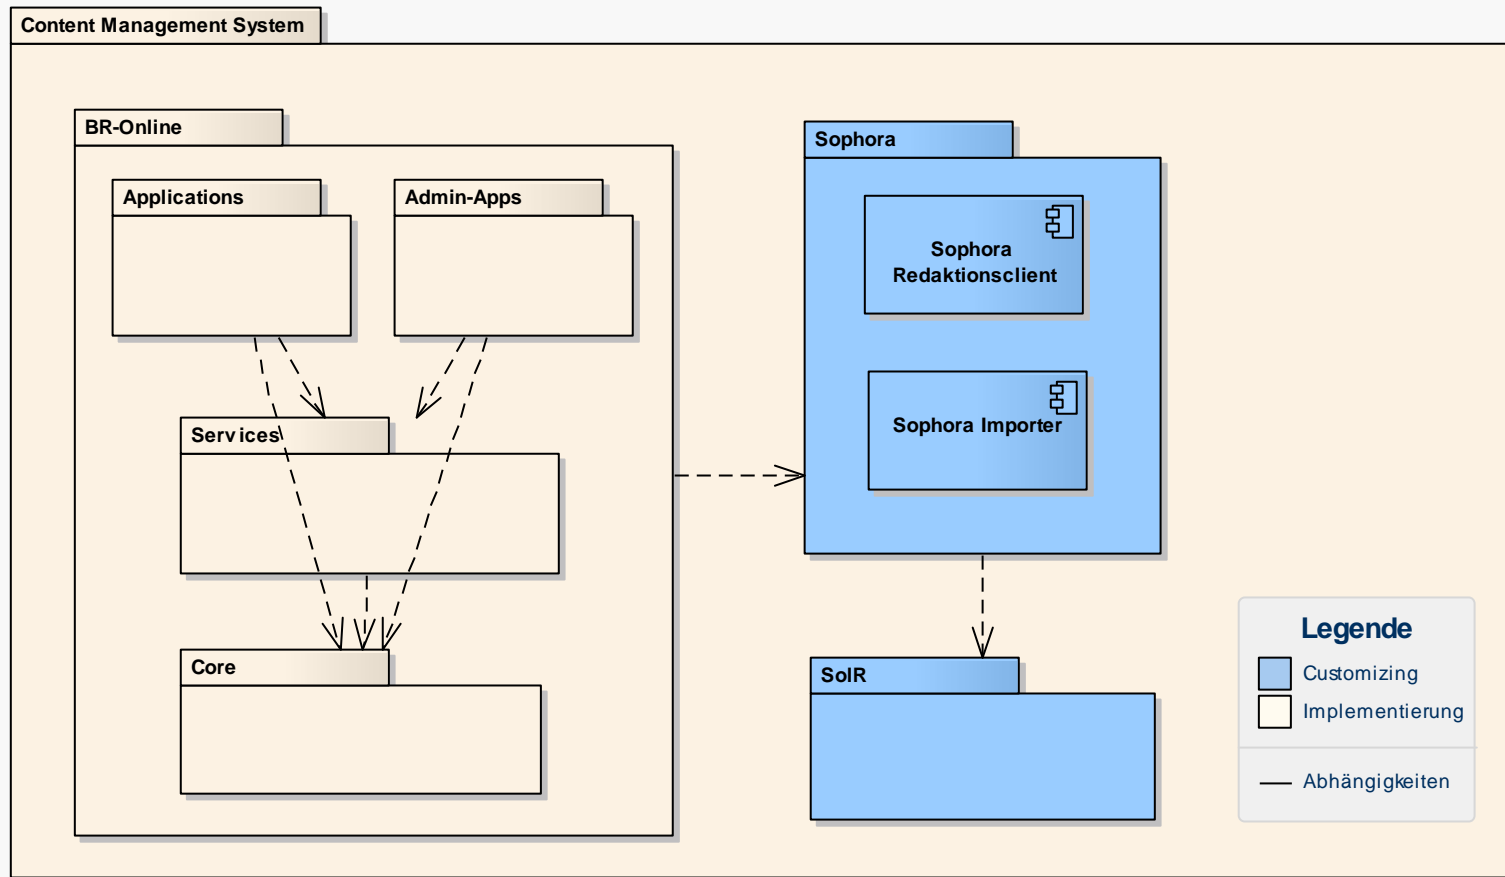 Content Management System
BR-Online
Applications
Admin-Apps
Services
Core
Sophora
Sophora
Redaktionsclient
Sophora Importer
SolR
Legende
Customizing
Implementierung
Abhängigkeiten